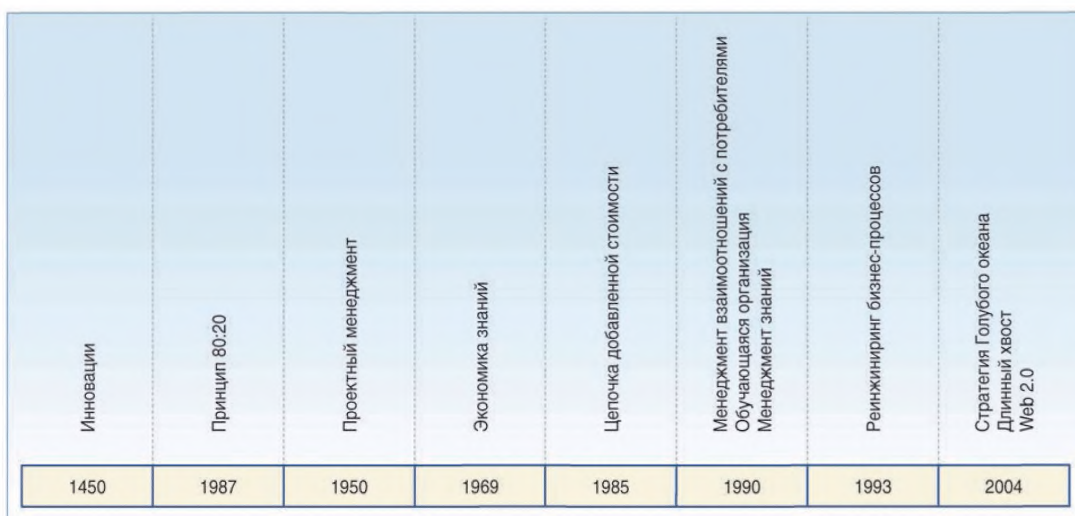 Инновации
Принцип 80:20
Проектный менеджмент
Экономика знаний
Цепочка добавленной стоимости
Менеджмент взаимоотношений с потребителями
Обучающаяся организация
Менеджмент знаний
Реинжиниринг бизнес-процессов
Стратегия Голубого океана
Длинный хвост
Web 2.0
1450
1987
1950
1969
1985
1990
1993
2004